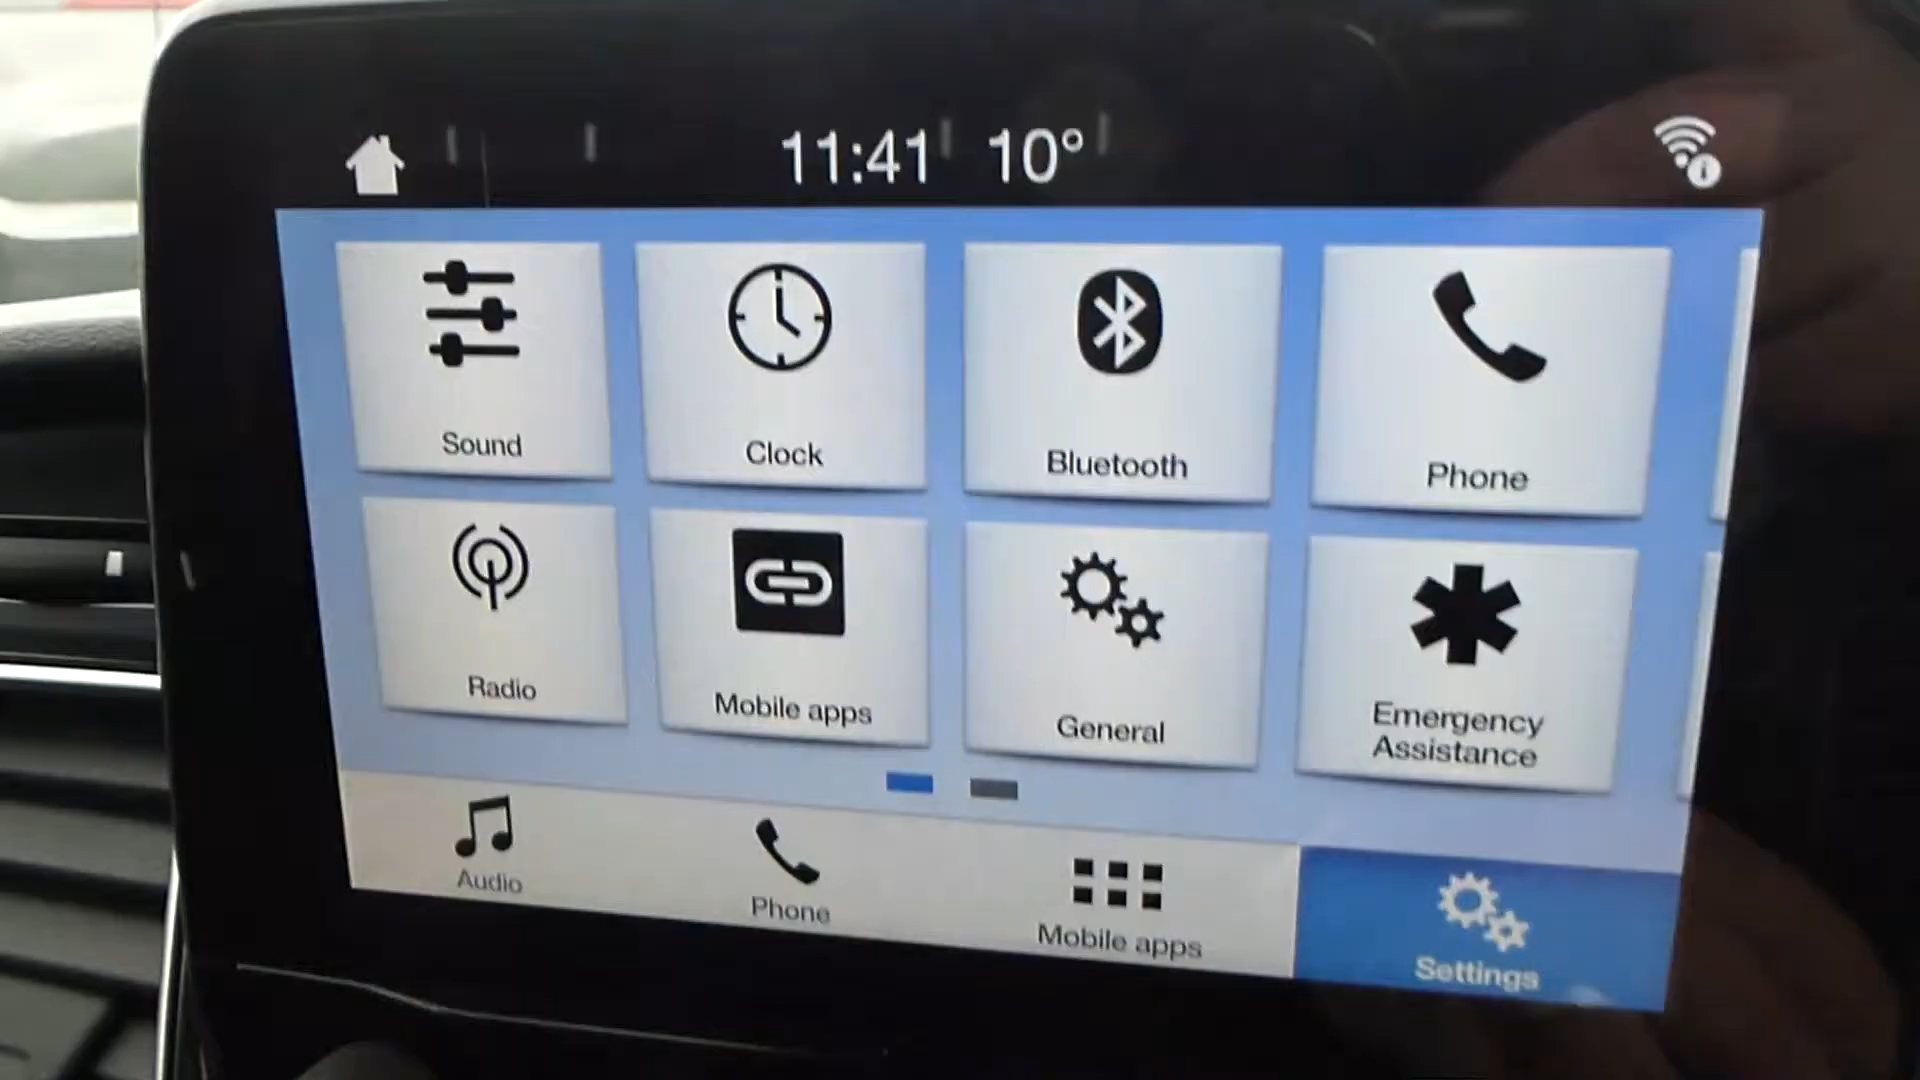 11:41 10°
Sound
Clock
Bluetooth
Phone
Radio
Mobile apps
General
Emergency
Assistance
Audio
Phone
Mobile apps
Settings